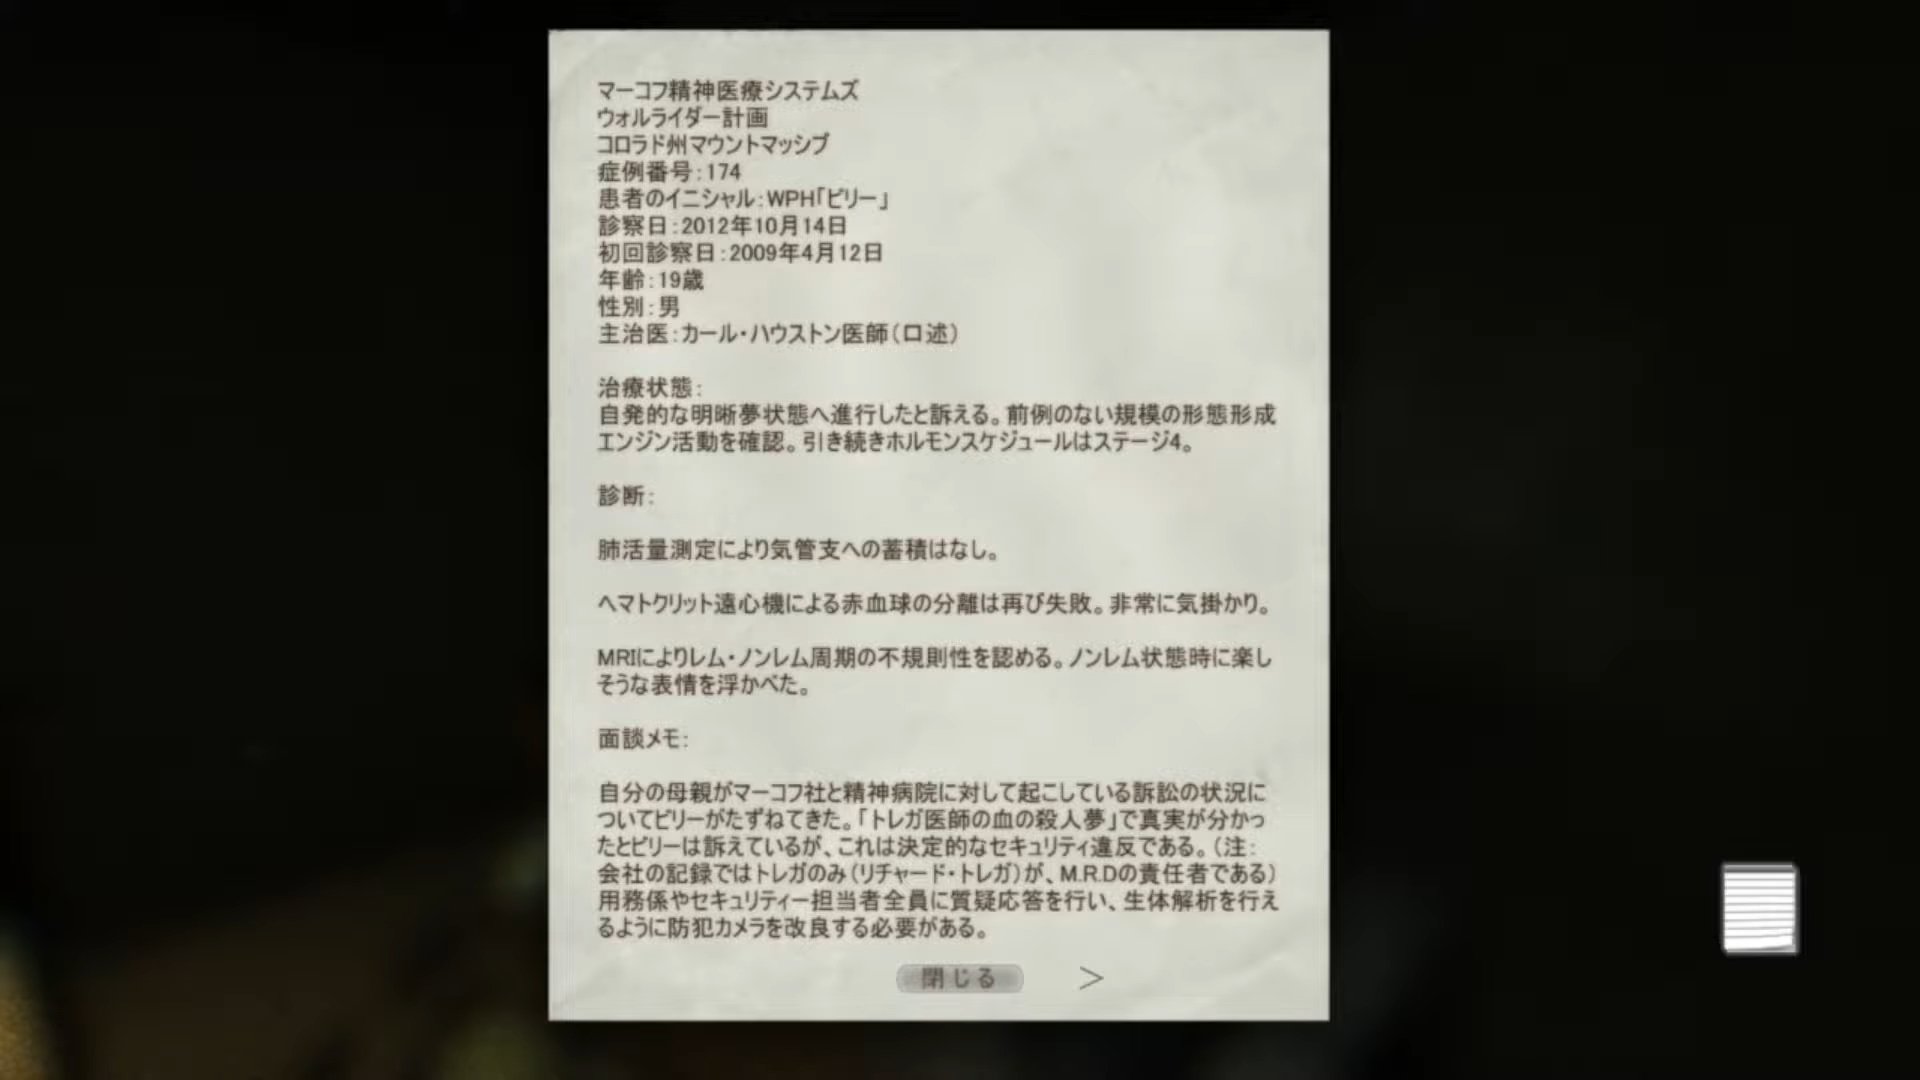 マーコフ精神医療システムズ
ウォルライダー計画
コロラド州マウントマッシブ
症例番号:174
患者のイニシャル:WPH「ビリー」
診察日:2012年10月14日
初回診察日:2009年4月12日
年齢:19歳
性別:男
主治医:カール・ハウストン医師(口述)
治療状態:
自発的な明晰夢状態へ進行したと訴える。前例のない規模の形態形成
エンジン活動を確認。引き続きホルモンスケジュールはステージ4。
診断:
肺活量測定により気管支への蓄積はなし。
ヘマトクリット遠心機による赤血球の分離は再び失敗。非常に気掛かり。
MRIによりレム・ノンレム周期の不規則性を認める。ノンレム状態時に楽し
そうな表情を浮かべた。
面談メモ:
自分の母親がマーコフ社と精神病院に対して起こしている訴訟の状況に
ついてビリーがたずねてきた。「トレガ医師の血の殺人夢」で真実が分かっ
たとビリーは訴えているが、これは決定的なセキュリティ違反である。(注:
会社の記録ではトレガのみ(リチャード・トレガ)が、M.R.Dの責任者である)
用務係やセキュリティー担当者全員に質疑応答を行い、生体解析を行え
るように防犯カメラを改良する必要がある。
閉じる >